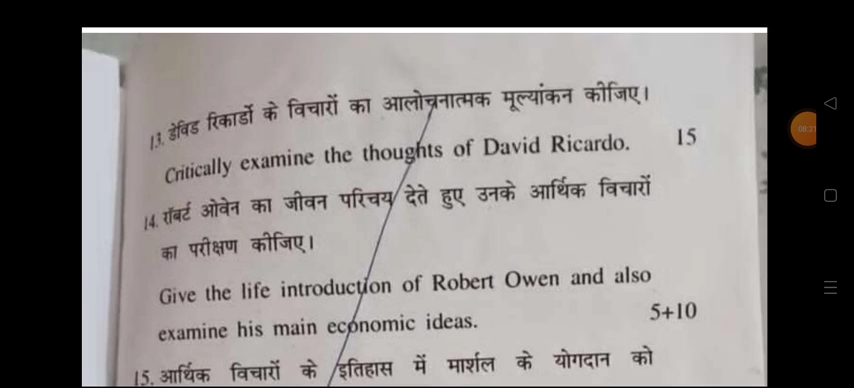 13. डेविड रिकार्डो के विचारों का आलोचनात्मक मूल्यांकन कीजिए।
Critically examine the thoughts of David Ricardo. 15
14. रॉबर्ट ओवेन का जीवन परिचय देते हुए उनके आर्थिक विचारों
का परीक्षण कीजिए।
Give the life introduction of Robert Owen and also
examine his main economic ideas. 5+10
15. आर्थिक विचारों के इतिहास में मार्शल के योगदान को